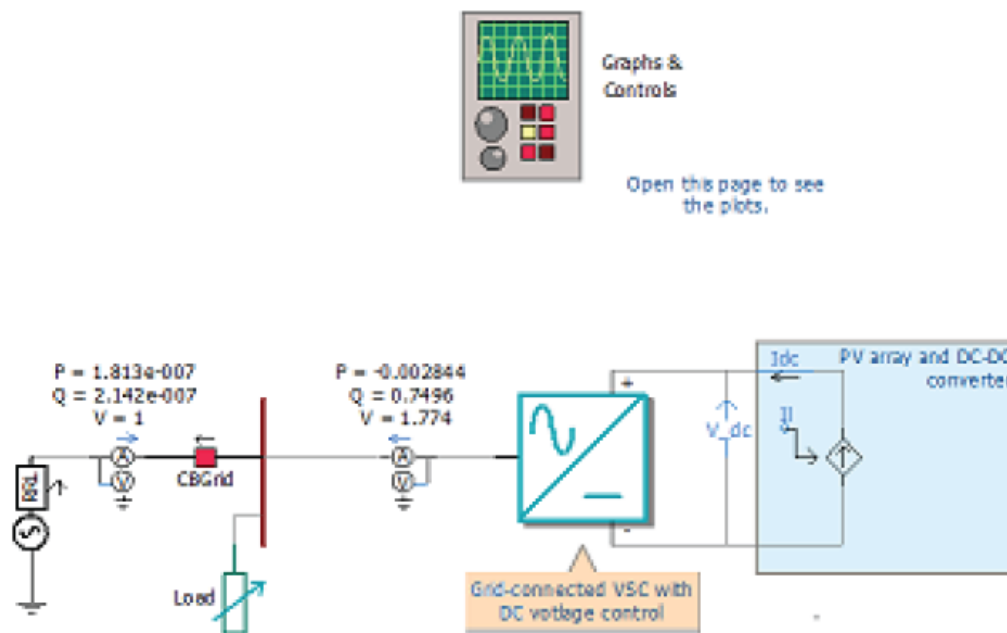 Graphs &
Controls
Open this page to see
the plots.
P = 1.813e-007
Q = 2.142e-007
V = 1
P = -0.002844
Q = 0.7496
V = 1.774
A
V
CBGrid
A
V
Load
+
-
V_dc
Idc
PV array and DC-DC
converter
Grid-connected VSC with
DC votlage control